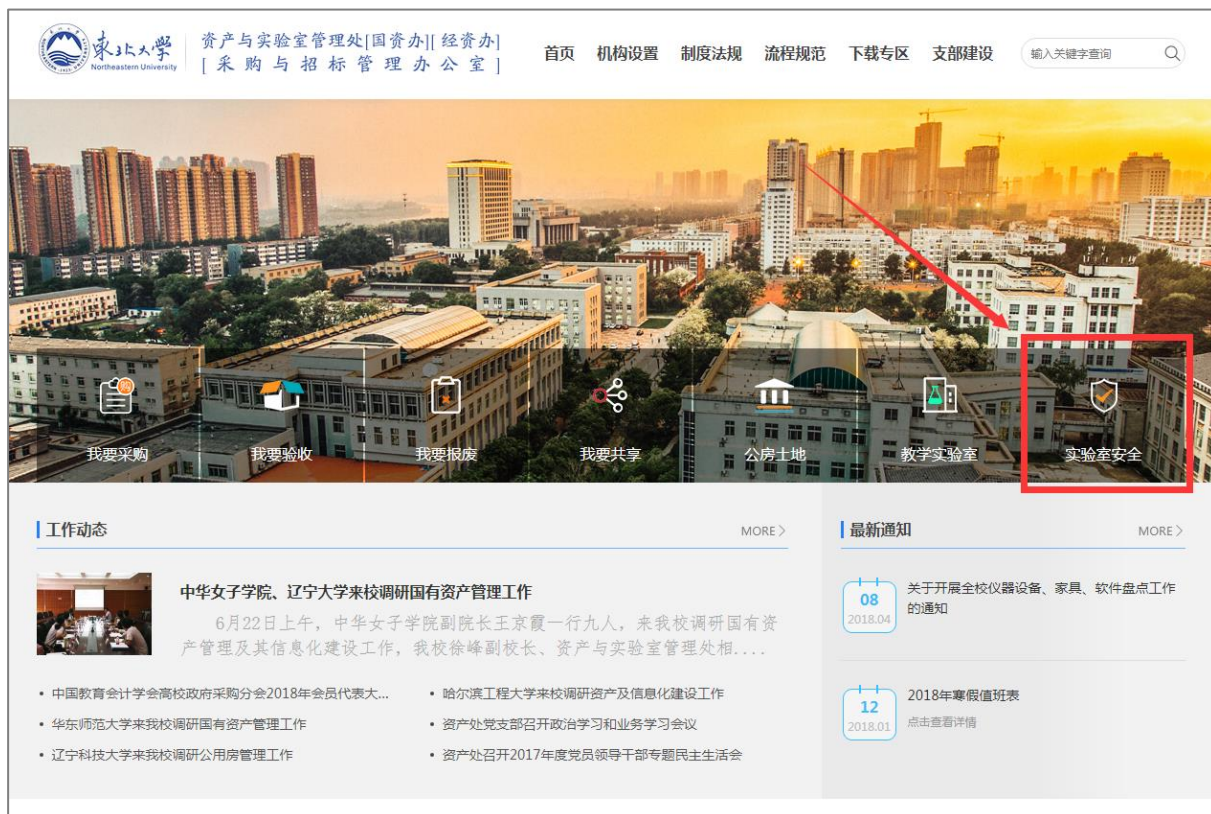 東北大学
Northeastern University
资产与实验室管理处[国资办][经资办]
[采购与招标管理办公室]
首页 机构设置 制度法规 流程规范 下载专区 支部建设
输入关键字查询
我要采购 我要验收 我要报废 我要共享 公房土地 教学实验室 实验室安全
工作动态 MORE >
中华女子学院、辽宁大学来校调研国有资产管理工作
6月22日上午，中华女子学院副院长王京霞一行九人，来我校调研国有资
产管理及其信息化建设工作，我校徐峰副校长、资产与实验室管理处相....
• 中国教育会计学会高校政府采购分会2018年会员代表大...
• 哈尔滨工程大学来校调研资产及信息化建设工作
• 华东师范大学来我校调研国有资产管理工作
• 资产处党支部召开政治学习和业务学习会议
• 辽宁科技大学来我校调研公用房管理工作
• 资产处召开2017年度党员领导干部专题民主生活会
最新通知 MORE >
08
2018.04
关于开展全校仪器设备、家具、软件盘点工作
的通知
12
2018.01
2018年寒假值班表
点击查看详情